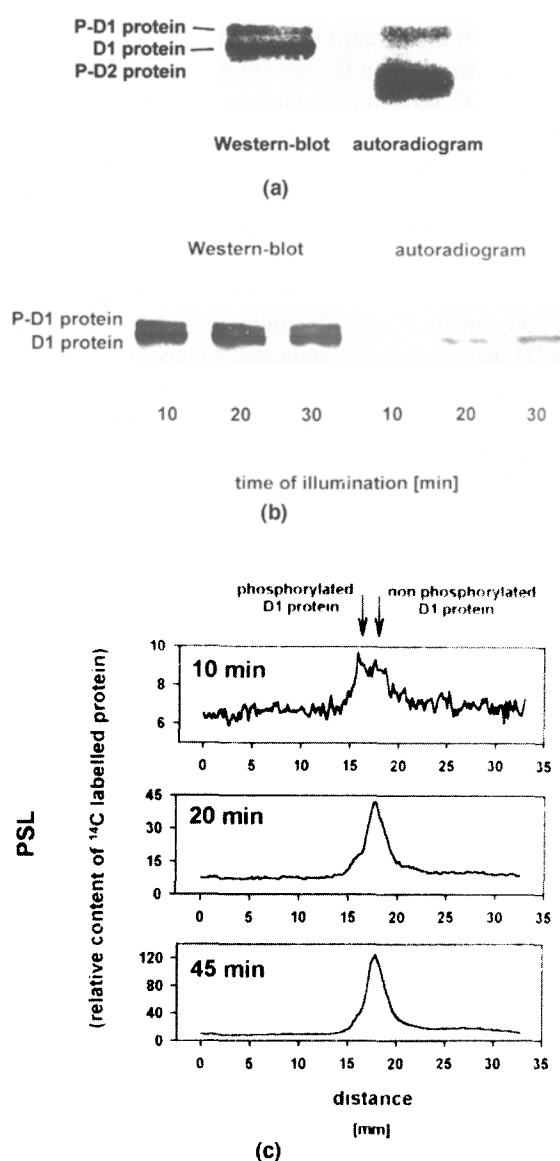 P-D1 protein
D1 protein
P-D2 protein
Western-blot autoradiogram
(a)
Western-blot autoradiogram
P-D1 protein
D1 protein
10 20 30 10 20 30
time of illumination [min]
(b)
phosphorylated D1 protein
non phosphorylated D1 protein
PSL
(relative content of ¹⁴C labelled protein)
10 min
10
8
6
0 5 10 15 20 25 30 35
20 min
45
30
15
0
0 5 10 15 20 25 30 35
45 min
120
80
40
0
0 5 10 15 20 25 30 35
distance
[mm]
(c)